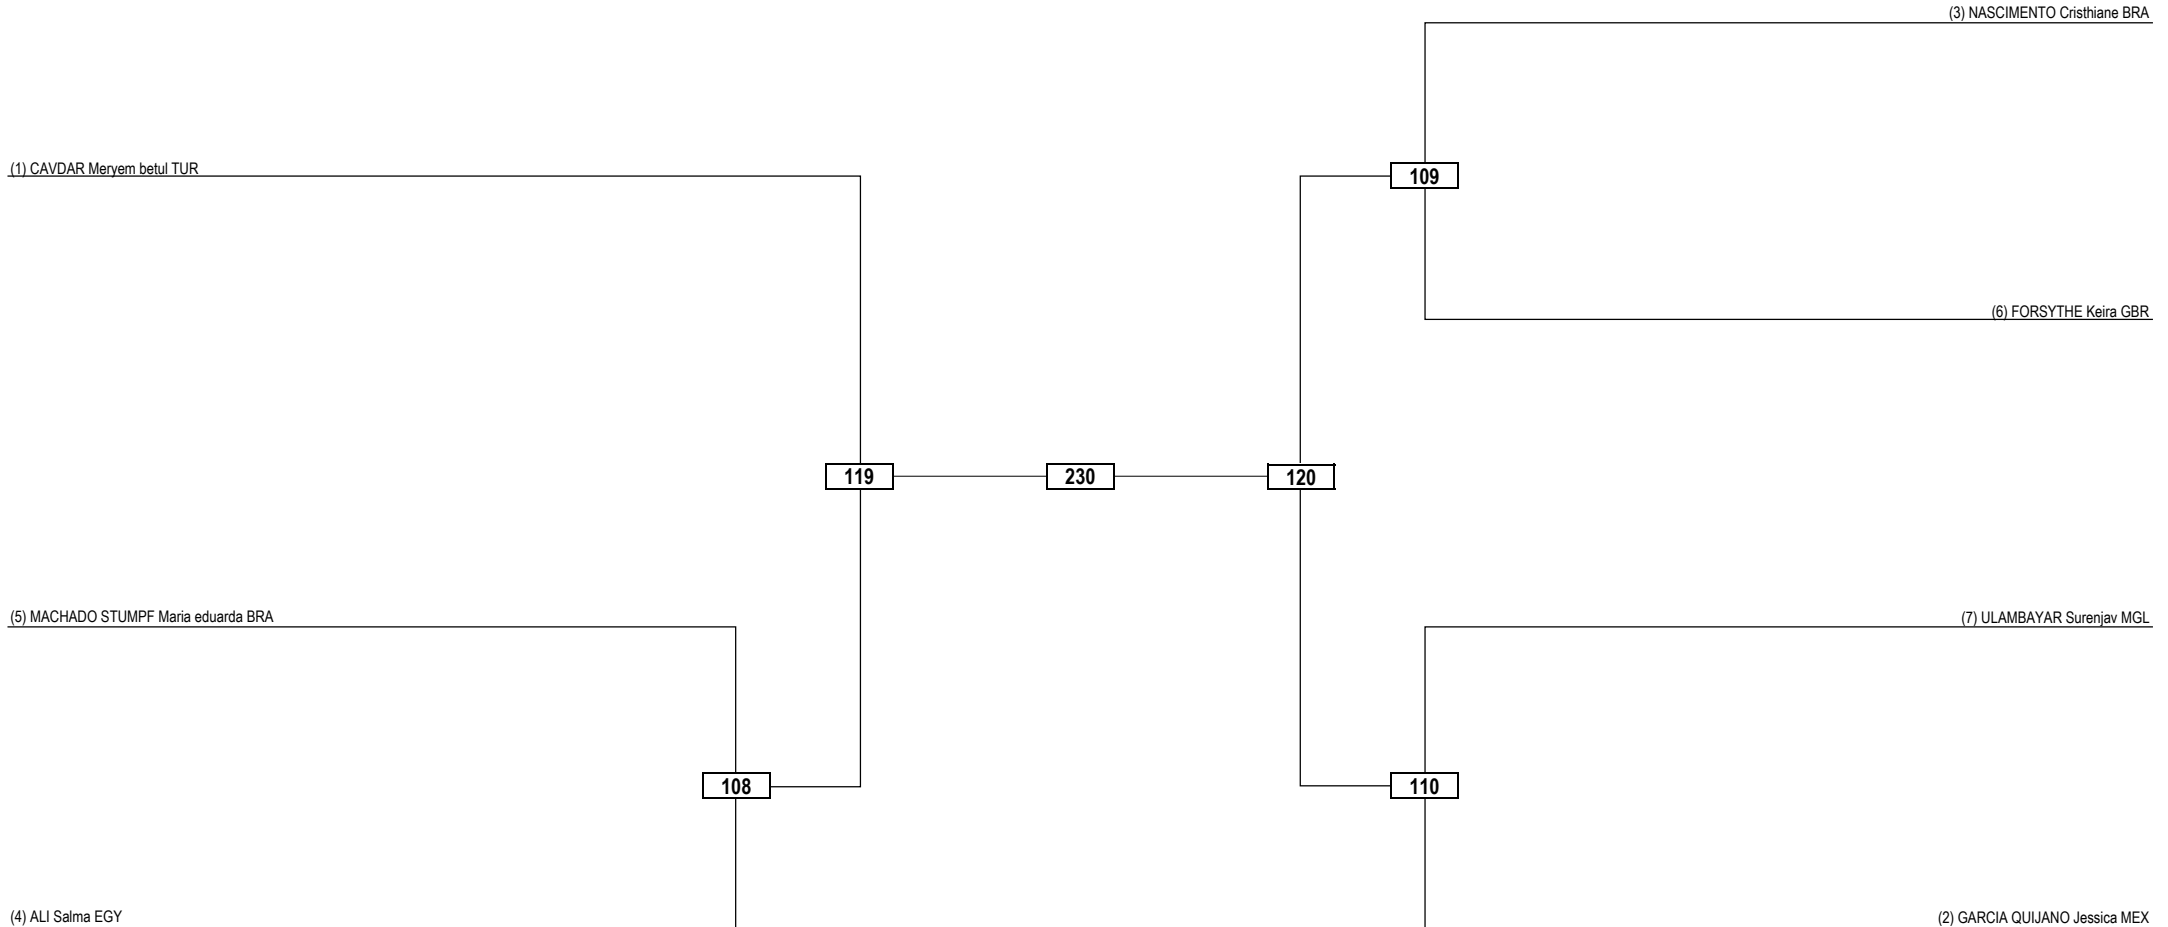 (3) NASCIMENTO Cristhiane BRA
(1) CAVDAR Meryem betul TUR
109
(6) FORSYTHE Keira GBR
119
230
120
(5) MACHADO STUMPF Maria eduarda BRA
(7) ULAMBAYAR Surenjav MGL
108
110
(4) ALI Salma EGY
(2) GARCIA QUIJANO Jessica MEX